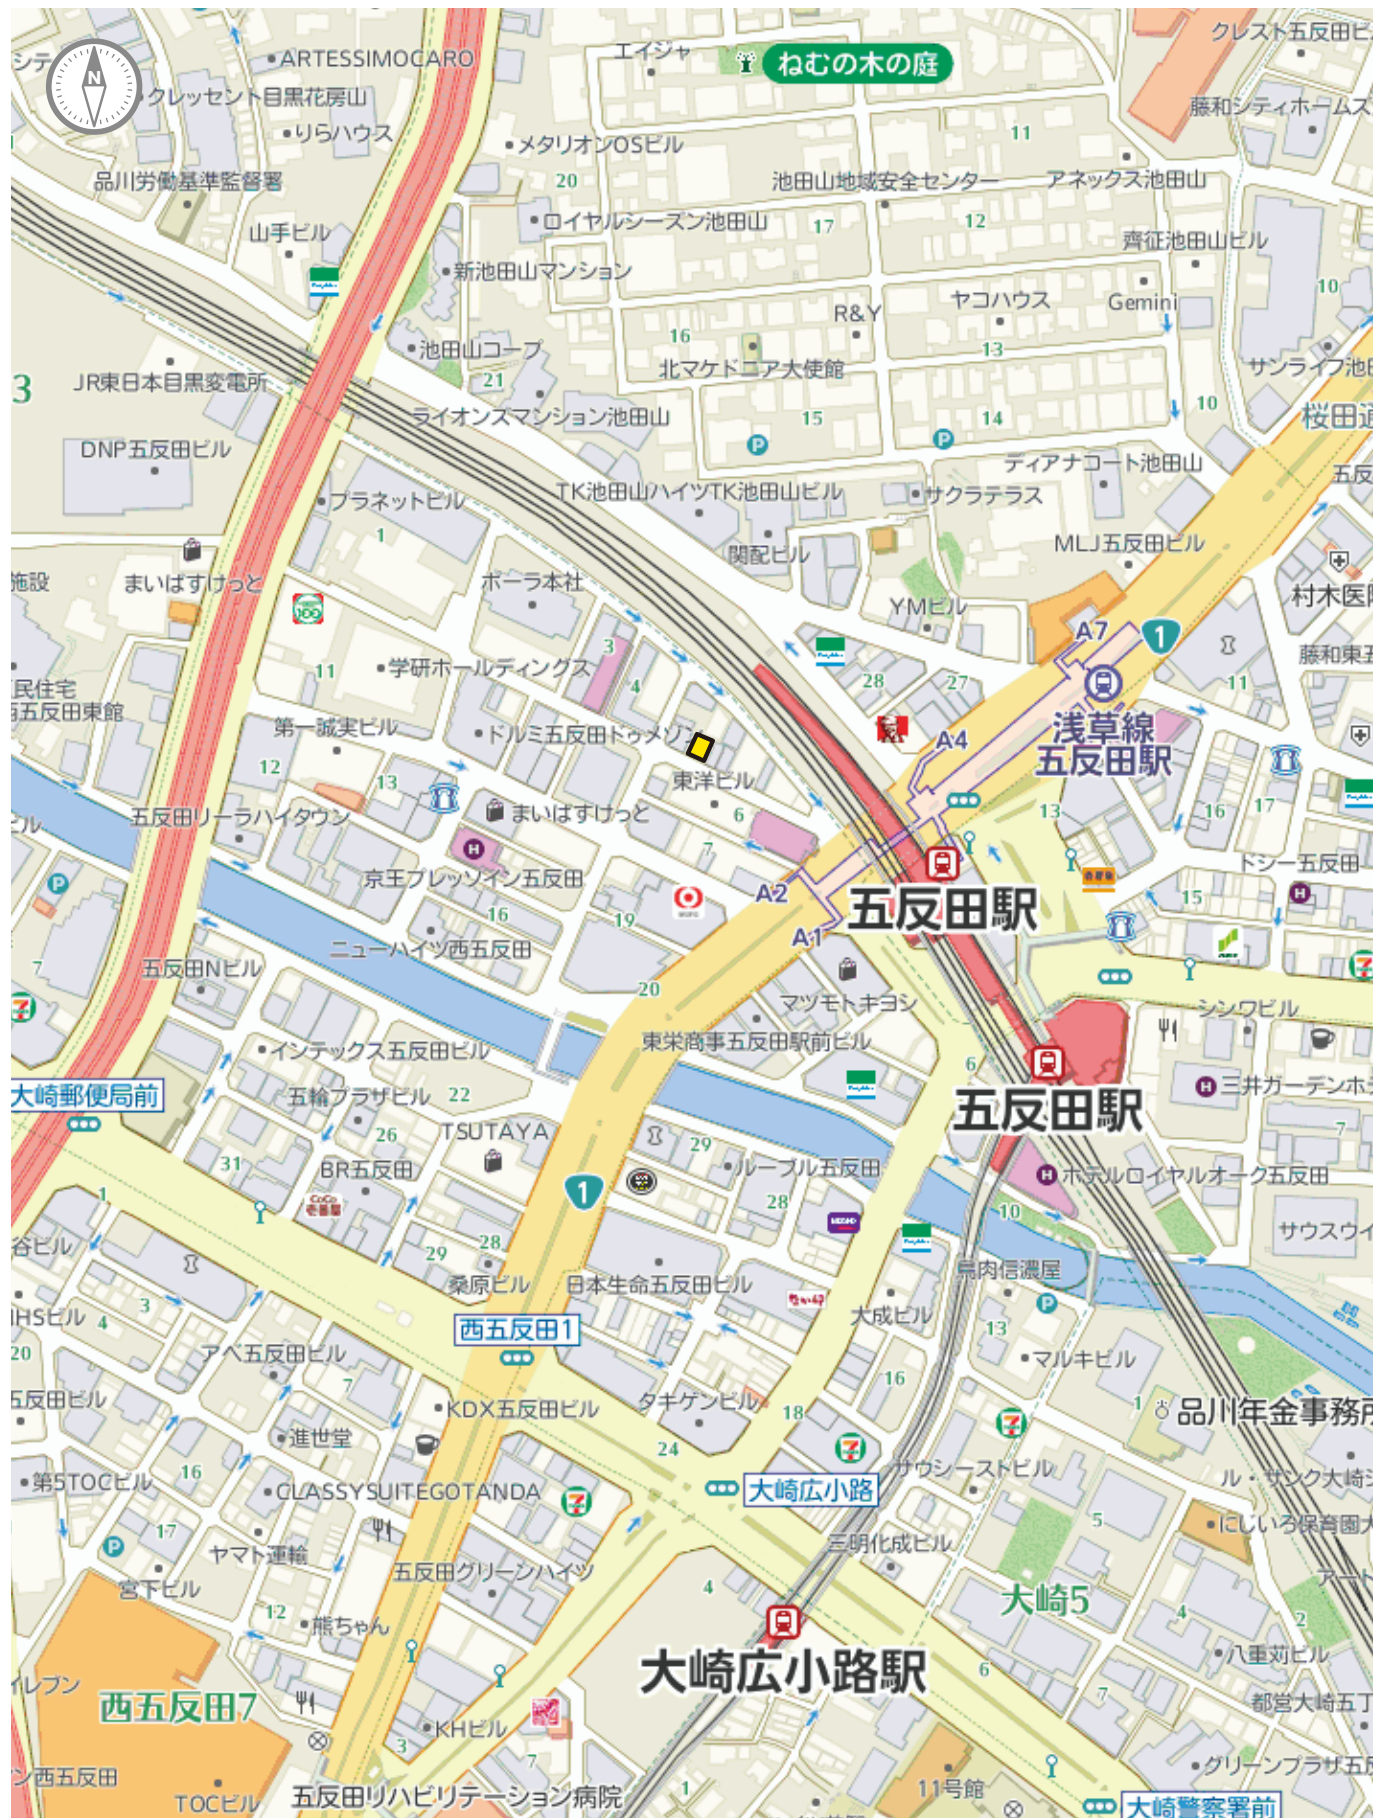 クレスト五反田ビ
エイジャ
ARTESSIMOCARO
シテ
N
ねむの木の庭
クレッセント目黒花房山
藤和シティホームズ
りらハウス
メタリオンOSビル
11
品川労働基準監督署
20
池田山地域安全センター
アネックス池田山
山手ビル
ロイヤルシーズン池田山
17
12
齊征池田山ビル
新池田山マンション
10
R&Y
ヤコハウス
Gemini
16
池田山コープ
13
JR東日本目黒変電所
21
北マケドニア大使館
サンライフ池田
3
ライオンズマンション池田山
15
14
10
桜田通
P
P
DNP五反田ビル
ディアナコート池田山
五反
プラネットビル
TK池田山ハイツ
TK池田山ビル
サクラテラス
1
関配ビル
MLJ五反田ビル
施設
まいばすけっと
ポーラ本社
100
YMビル
村木医院
A7
1
3
藤和東五
11
学研ホールディングス
4
28
27
11
民住宅
西五反田東館
第一誠実ビル
ドルミ五反田ドゥメゾン
A4
浅草線
五反田駅
12
13
東洋ビル
ビル
五反田リーラハイタウン
まいばすけっと
6
13
16
17
H
7
ドシー五反田
P
京王プレッソイン五反田
A2
五反田駅
15
H
16
19
A1
7
ニューハイツ西五反田
五反田Nビル
20
マツモトキヨシ
シンワビル
インテックス五反田ビル
東栄商事五反田駅前ビル
6
大崎郵便局前
五輪プラザビル
22
五反田駅
H
三井ガーデンホテ
26
TSUTAYA
29
7
31
BR五反田
ルーブル五反田
H
ホテルロイヤルオーク五反田
1
CoCo
壱番屋
1
28
10
サウスウイ
谷ビル
29
28
鳥肉信濃屋
桑原ビル
日本生命五反田ビル
P
3
HSビル
4
西五反田1
大成ビル
13
20
アベ五反田ビル
マルキビル
7
16
五反田ビル
KDX五反田ビル
タキゲンビル
18
1
品川年金事務所
進世堂
24
16
サウシーストビル
第5TOCビル
CLASSYSUITEGOTANDA
大崎広小路
ル・サンク大崎シ
17
5
にじいろ保育園大
P
ヤマト運輸
三明化成ビル
宮下ビル
五反田グリーンハイツ
4
大崎5
アート
12
熊ちゃん
4
2
大崎広小路駅
6
八重苅ビル
イレブン
西五反田7
7
都営大崎五丁
KHビル
3
7
グリーンプラザ五反
ン西五反田
TOCビル
五反田リハビリテーション病院
1
11号館
大崎警察署前